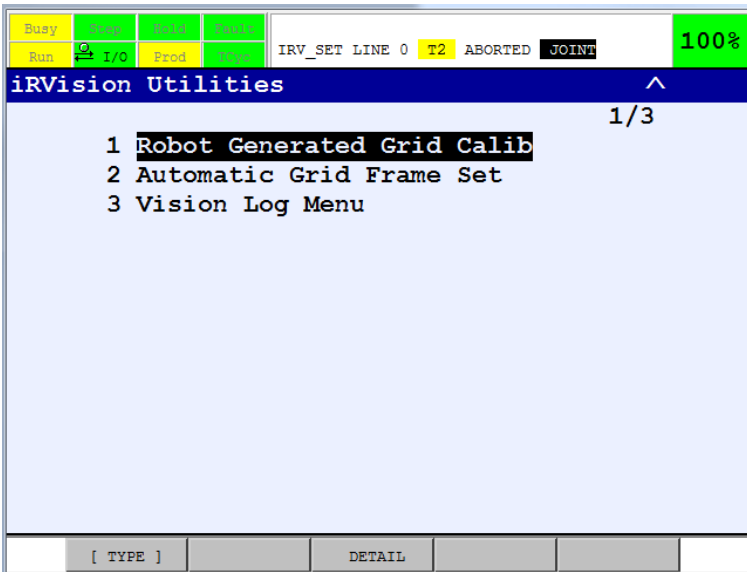 Busy Step Hold Fault
Run I/O Prod TCyc
IRV_SET LINE 0 T2 ABORTED JOINT
100%
iRVision Utilities
1/3
1 Robot Generated Grid Calib
2 Automatic Grid Frame Set
3 Vision Log Menu
[ TYPE ] DETAIL